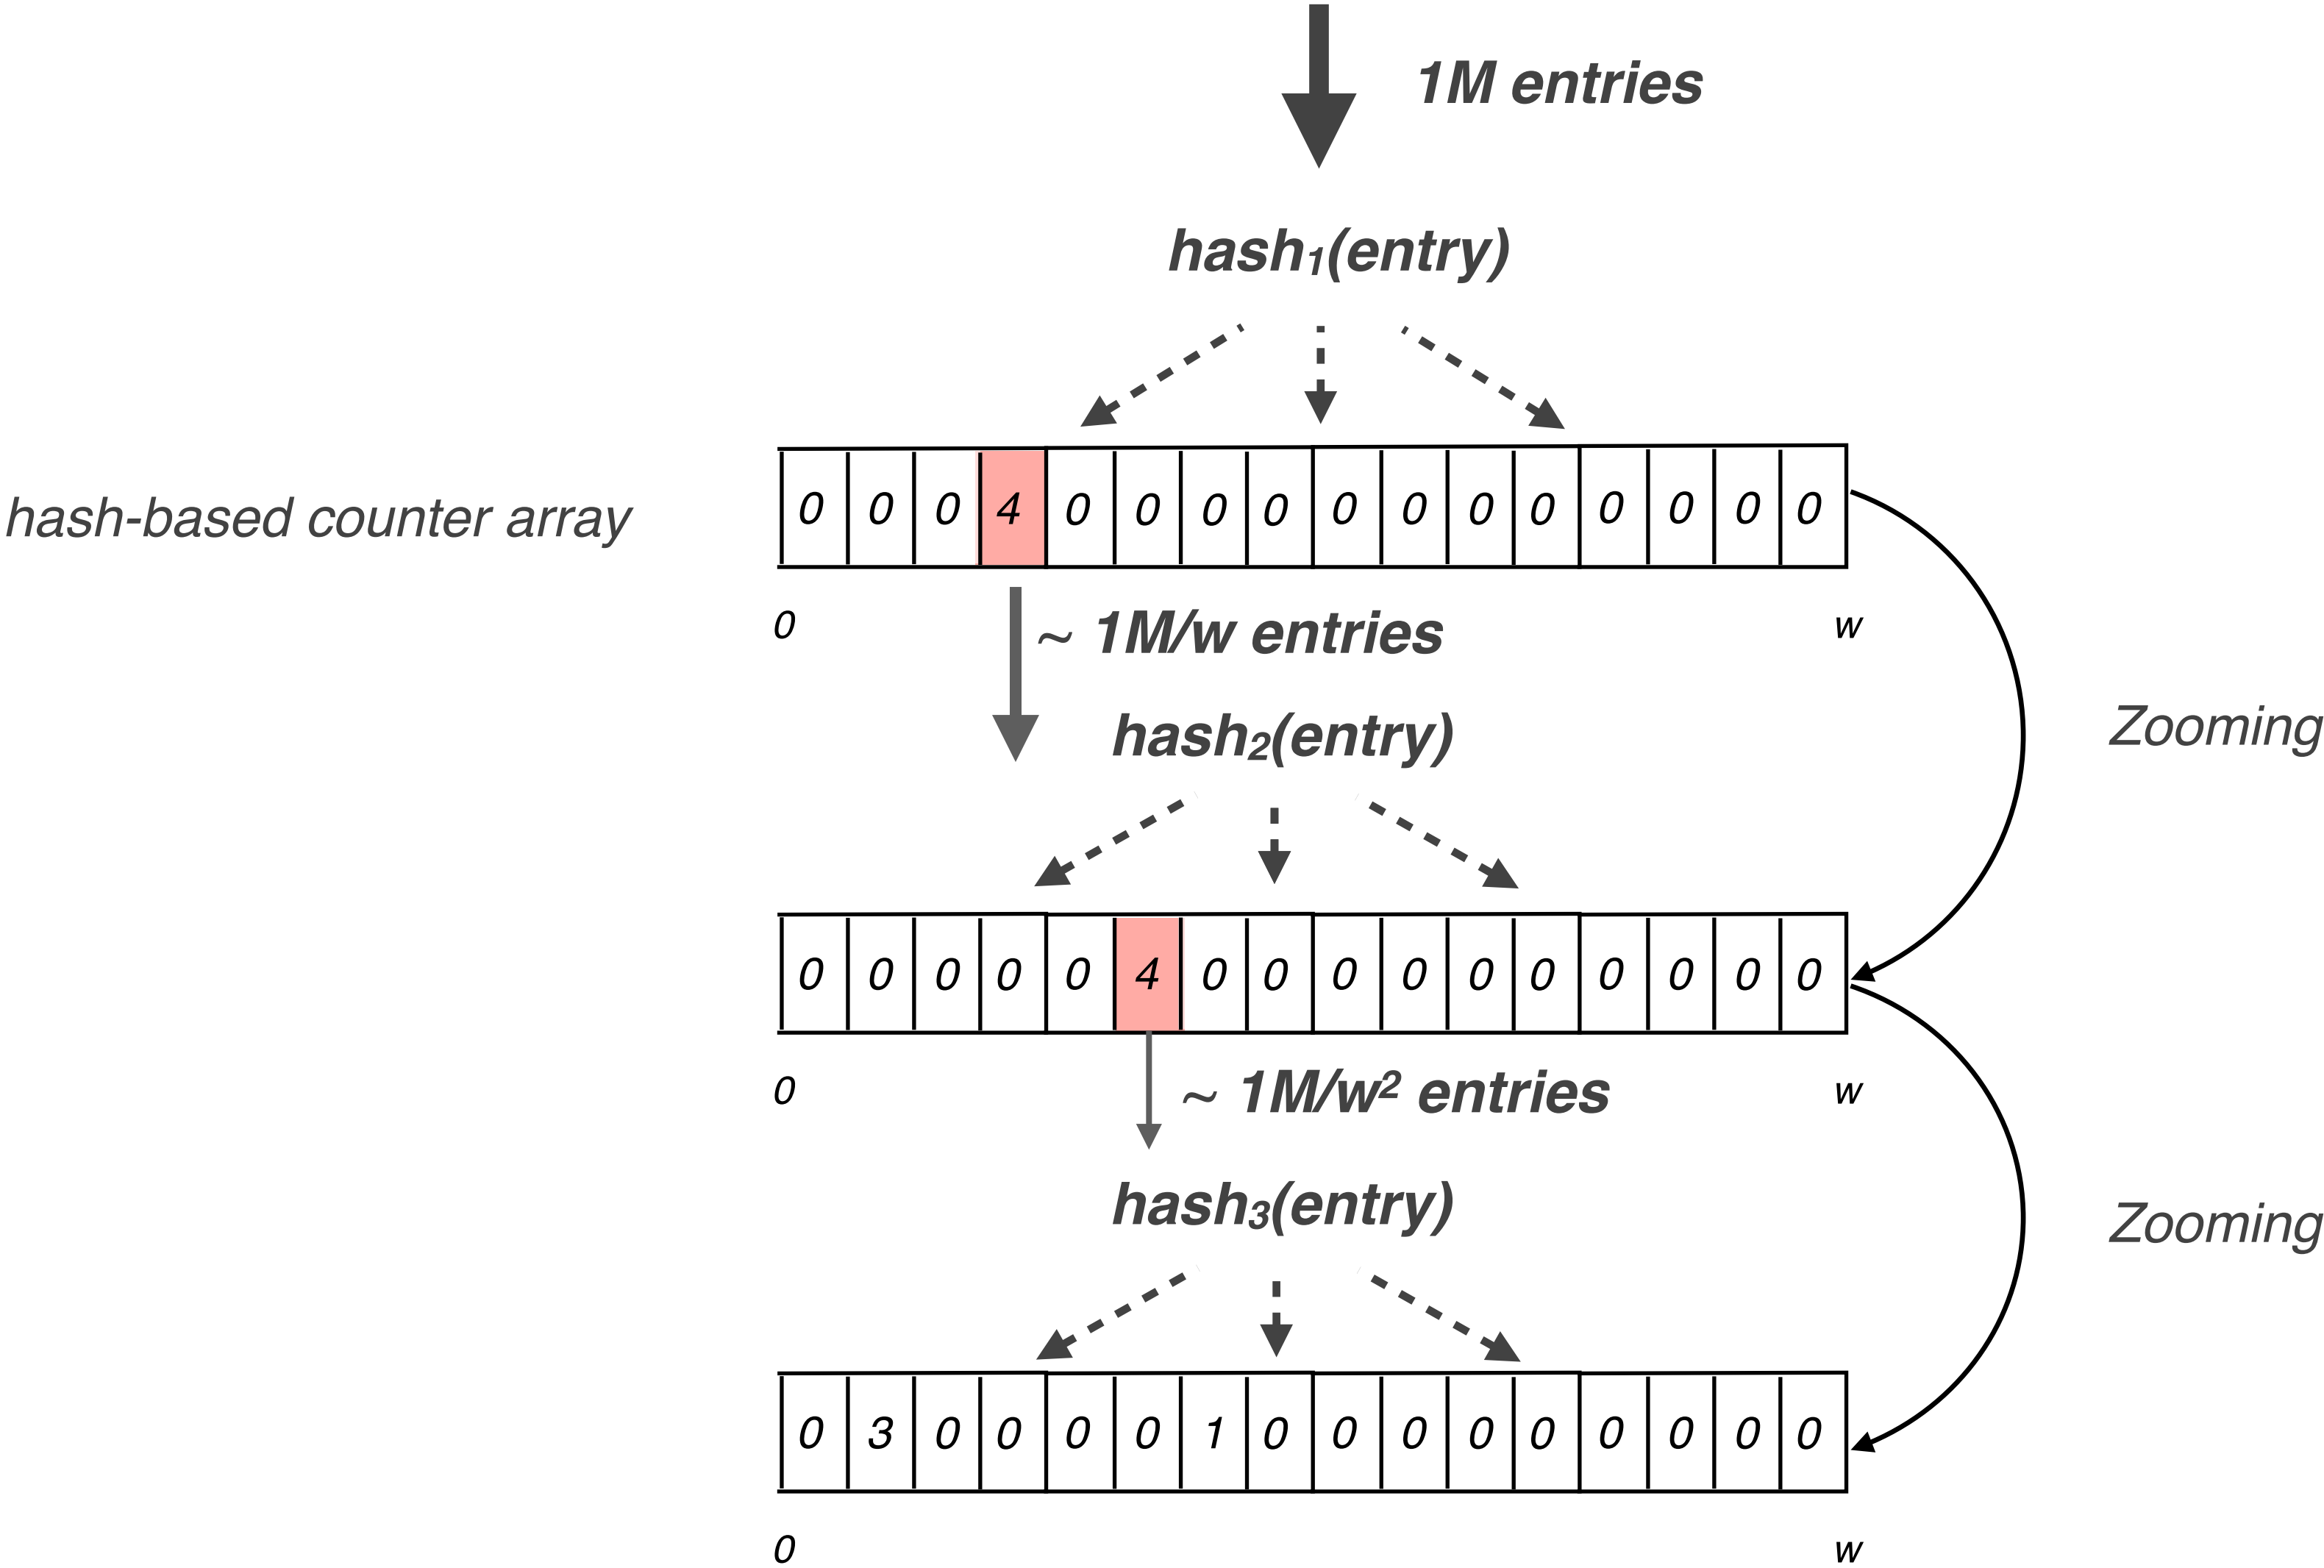 1M entries
hash₁(entry)
hash-based counter array
0 0 0 4 0 0 0 0 0 0 0 0 0 0 0 0
0 w
~ 1M/w entries
Zooming
hash₂(entry)
0 0 0 0 0 4 0 0 0 0 0 0 0 0 0 0
0 w
~ 1M/w² entries
hash₃(entry)
Zooming
0 3 0 0 0 0 1 0 0 0 0 0 0 0 0 0
0 w